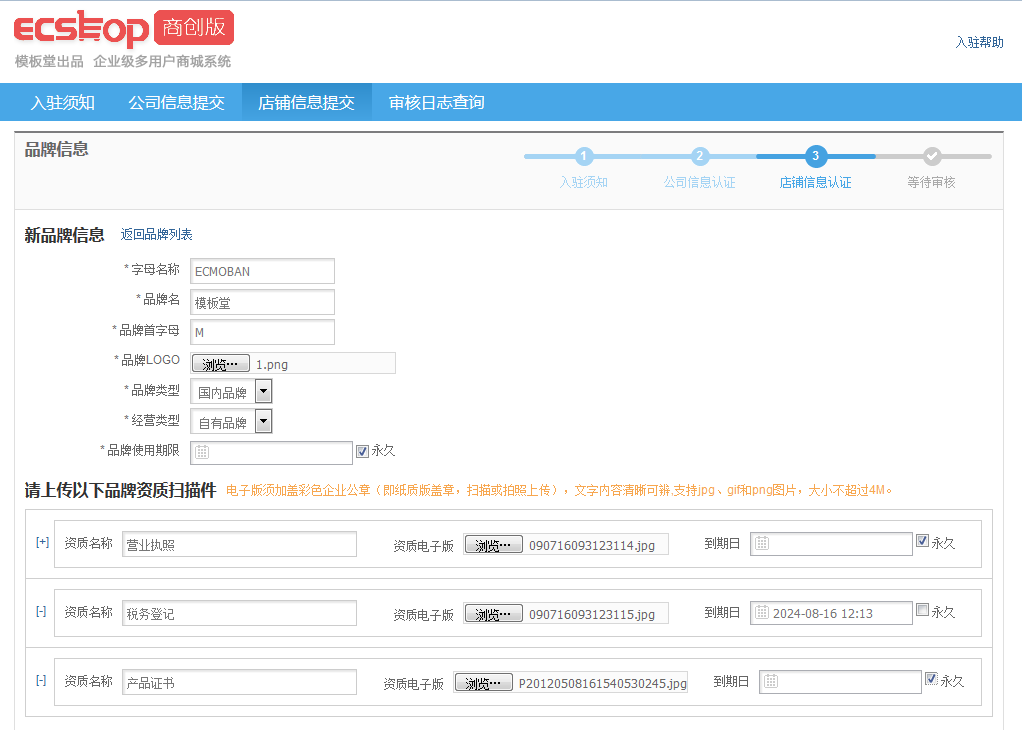 ecshop 商创版
模板堂出品 企业级多用户商城系统
入驻帮助
入驻须知 公司信息提交 店铺信息提交 审核日志查询
品牌信息
1 2 3
入驻须知 公司信息认证 店铺信息认证 等待审核
新品牌信息 返回品牌列表
*字母名称 ECMOBAN
*品牌名 模板堂
*品牌首字母 M
*品牌LOGO 浏览… 1.png
*品牌类型 国内品牌
*经营类型 自有品牌
*品牌使用期限 永久
请上传以下品牌资质扫描件 电子版须加盖彩色企业公章（即纸质版盖章，扫描或拍照上传），文字内容清晰可辨,支持jpg、gif和png图片，大小不超过4M。
[+] 资质名称 营业执照 资质电子版 浏览… 090716093123114.jpg 到期日 永久
[-] 资质名称 税务登记 资质电子版 浏览… 090716093123115.jpg 到期日 2024-08-16 12:13 永久
[-] 资质名称 产品证书 资质电子版 浏览… P20120508161540530245.jpg 到期日 永久